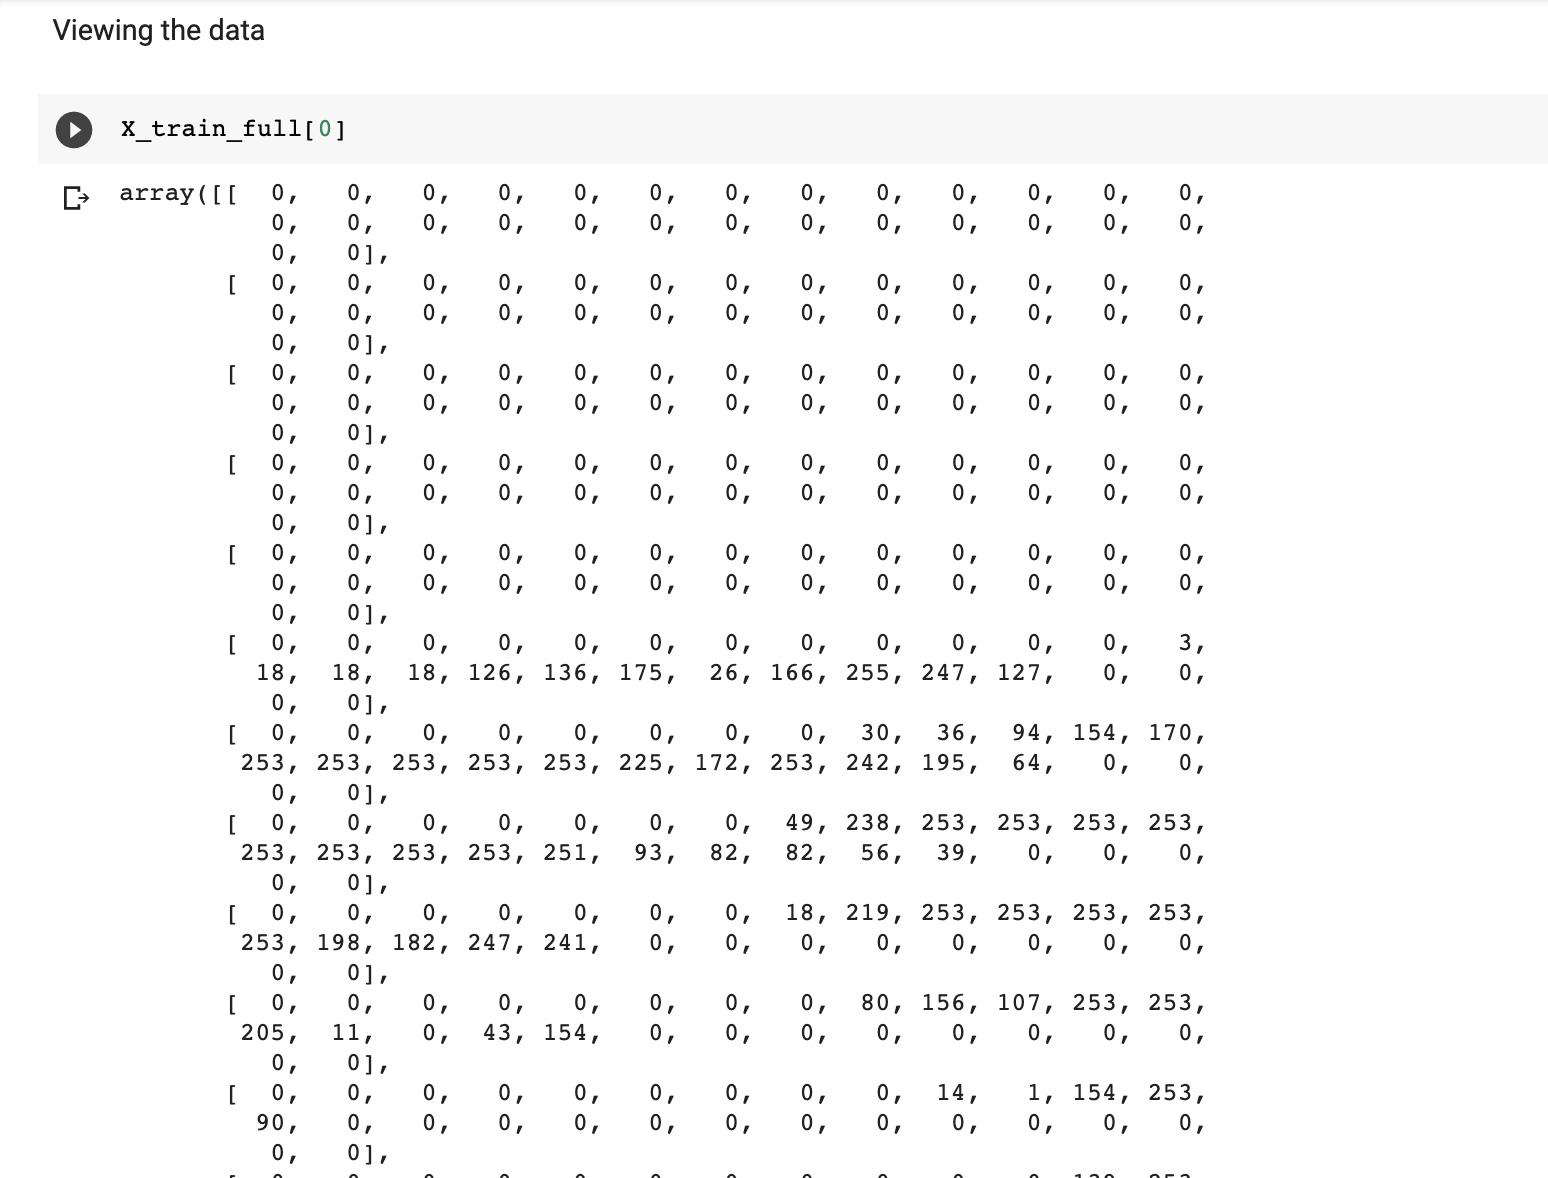 Viewing the data
X_train_full[0]
array([[ 0, 0, 0, 0, 0, 0, 0, 0, 0, 0, 0, 0, 0,
0, 0, 0, 0, 0, 0, 0, 0, 0, 0, 0, 0, 0,
0, 0],
[ 0, 0, 0, 0, 0, 0, 0, 0, 0, 0, 0, 0, 0,
0, 0, 0, 0, 0, 0, 0, 0, 0, 0, 0, 0, 0,
0, 0],
[ 0, 0, 0, 0, 0, 0, 0, 0, 0, 0, 0, 0, 0,
0, 0, 0, 0, 0, 0, 0, 0, 0, 0, 0, 0, 0,
0, 0],
[ 0, 0, 0, 0, 0, 0, 0, 0, 0, 0, 0, 0, 0,
0, 0, 0, 0, 0, 0, 0, 0, 0, 0, 0, 0, 0,
0, 0],
[ 0, 0, 0, 0, 0, 0, 0, 0, 0, 0, 0, 0, 0,
0, 0, 0, 0, 0, 0, 0, 0, 0, 0, 0, 0, 0,
0, 0],
[ 0, 0, 0, 0, 0, 0, 0, 0, 0, 0, 0, 0, 3,
18, 18, 18, 126, 136, 175, 26, 166, 255, 247, 127, 0, 0,
0, 0],
[ 0, 0, 0, 0, 0, 0, 0, 0, 30, 36, 94, 154, 170,
253, 253, 253, 253, 253, 225, 172, 253, 242, 195, 64, 0, 0,
0, 0],
[ 0, 0, 0, 0, 0, 0, 0, 49, 238, 253, 253, 253, 253,
253, 253, 253, 253, 251, 93, 82, 82, 56, 39, 0, 0, 0,
0, 0],
[ 0, 0, 0, 0, 0, 0, 0, 18, 219, 253, 253, 253, 253,
253, 198, 182, 247, 241, 0, 0, 0, 0, 0, 0, 0, 0,
0, 0],
[ 0, 0, 0, 0, 0, 0, 0, 0, 80, 156, 107, 253, 253,
205, 11, 0, 43, 154, 0, 0, 0, 0, 0, 0, 0, 0,
0, 0],
[ 0, 0, 0, 0, 0, 0, 0, 0, 0, 14, 1, 154, 253,
90, 0, 0, 0, 0, 0, 0, 0, 0, 0, 0, 0, 0,
0, 0],